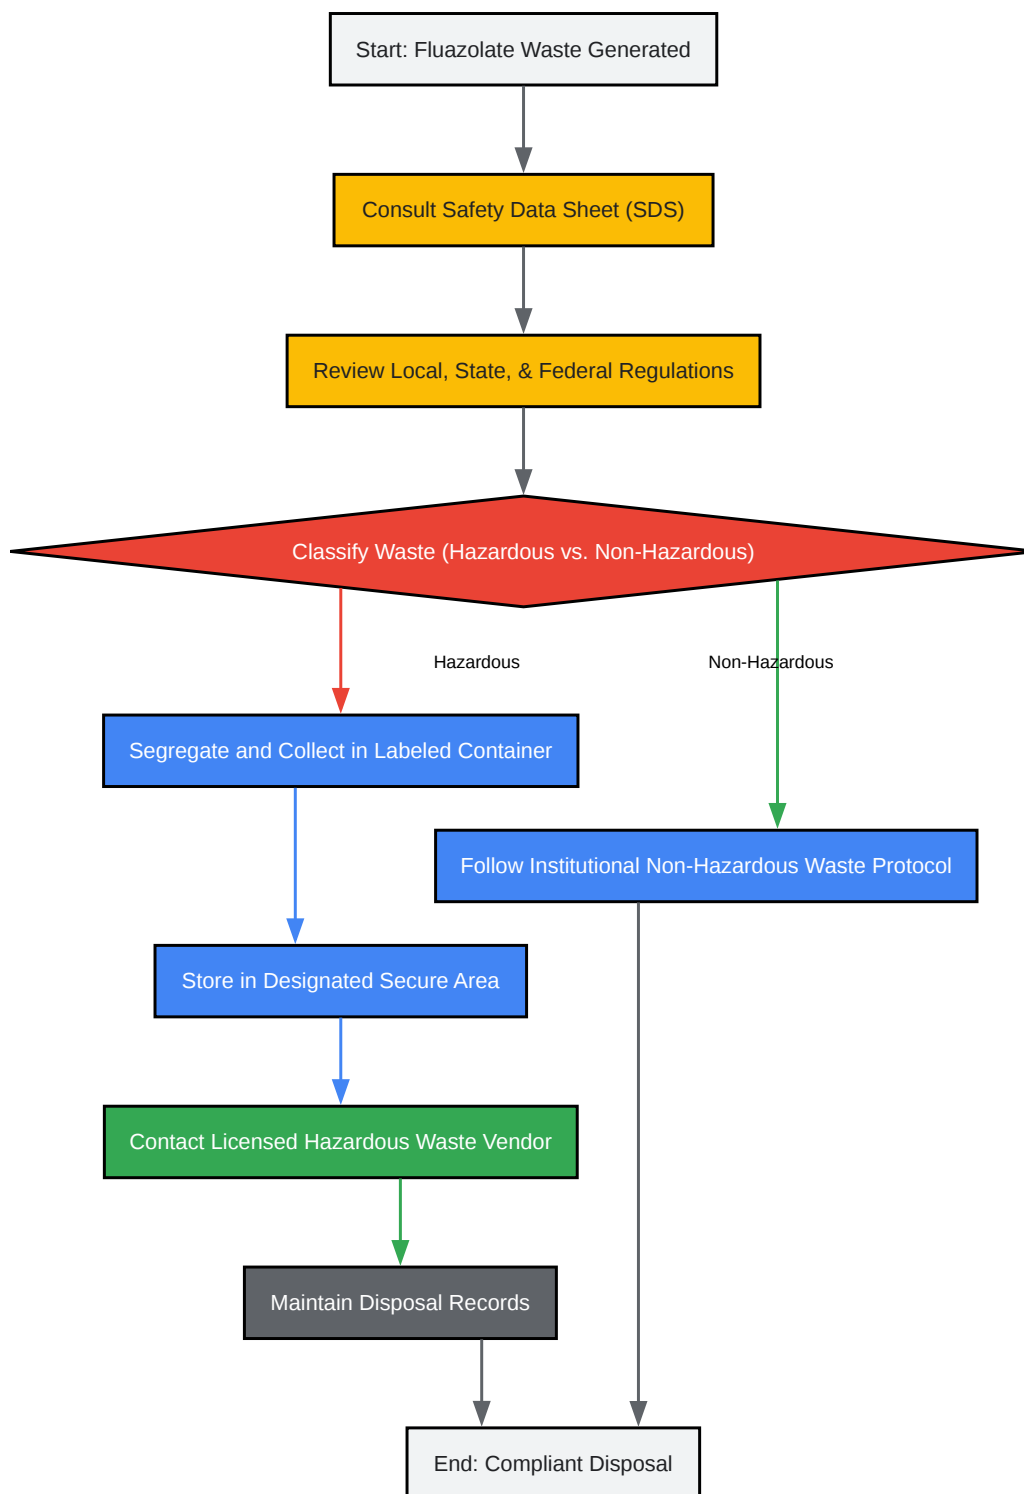 Start: Fluazolate Waste Generated
Consult Safety Data Sheet (SDS)
Review Local, State, & Federal Regulations
Classify Waste (Hazardous vs. Non-Hazardous)
Hazardous
Non-Hazardous
Segregate and Collect in Labeled Container
Follow Institutional Non-Hazardous Waste Protocol
Store in Designated Secure Area
Contact Licensed Hazardous Waste Vendor
Maintain Disposal Records
End: Compliant Disposal